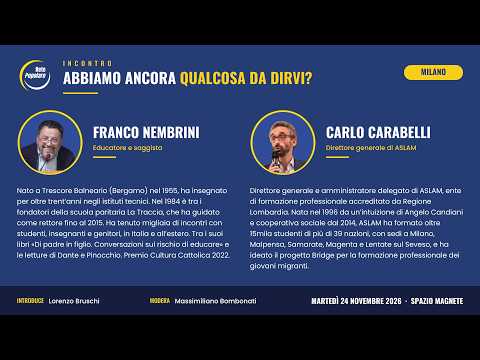 Rete
Popolare
INCONTRO
ABBIAMO ANCORA QUALCOSA DA DIRVI?
MILANO
FRANCO NEMBRINI
Educatore e saggista
Nato a Trescore Balneario (Bergamo) nel 1955, ha insegnato
per oltre trent'anni negli istituti tecnici. Nel 1984 è tra i
fondatori della scuola paritaria La Traccia, che ha guidato
come rettore fino al 2015. Ha tenuto migliaia di incontri con
studenti, insegnanti e genitori, in Italia e all'estero. Tra i suoi
libri «Di padre in figlio. Conversazioni sul rischio di educare» e
le letture di Dante e Pinocchio. Premio Cultura Cattolica 2022.
CARLO CARABELLI
Direttore generale di ASLAM
Direttore generale e amministratore delegato di ASLAM, ente
di formazione professionale accreditato da Regione
Lombardia. Nata nel 1996 da un'intuizione di Angelo Candiani
e cooperativa sociale dal 2014, ASLAM ha formato oltre
15mila studenti di più di 39 nazioni, con sedi a Milano,
Malpensa, Samarate, Magenta e Lentate sul Seveso, e ha
ideato il progetto Bridge per la formazione professionale dei
giovani migranti.
INTRODUCE Lorenzo Bruschi
MODERA Massimiliano Bombonati
MARTEDÌ 24 NOVEMBRE 2026 · SPAZIO MAGNETE